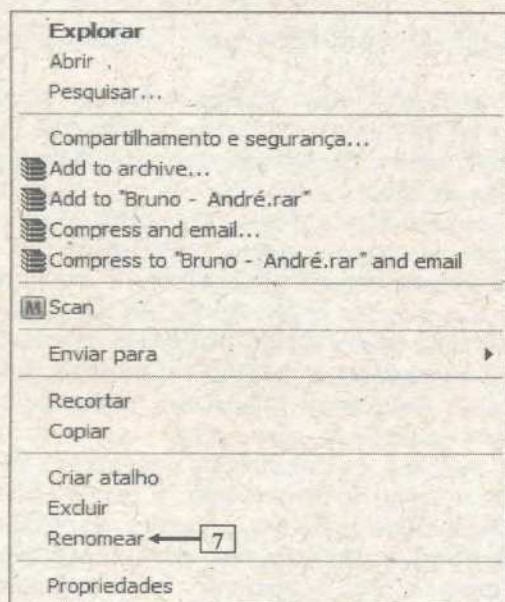 Explorar
Abrir
Pesquisar...
Compartilhamento e segurança...
Add to archive...
Add to "Bruno - André.rar"
Compress and email...
Compress to "Bruno - André.rar" and email
M Scan
Enviar para
Recortar
Copiar
Criar atalho
Excluir
Renomear 7
Propriedades